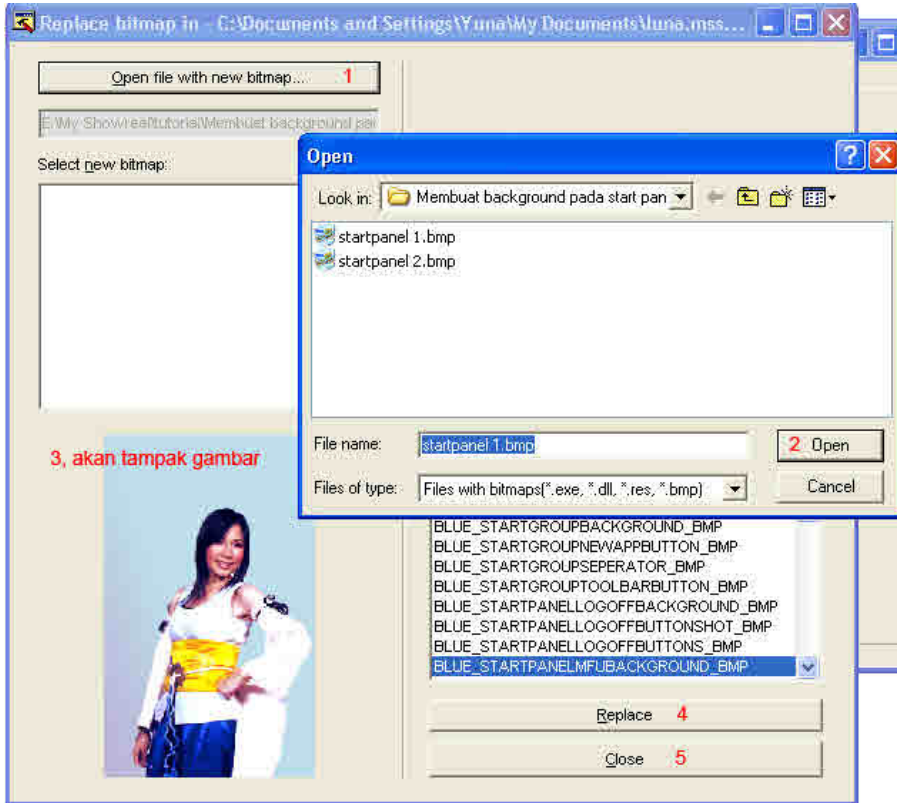 Replace bitmap in - C:\Documents and Settings\Yuna\My Documents\luna.mss...
Open file with new bitmap... 1
E:\My Show\real\tutorial\Membuat background pa
Select new bitmap:
Open
Look in: Membuat background pada start pan
startpanel 1.bmp
startpanel 2.bmp
File name: startpanel 1.bmp 2 Open
Files of type: Files with bitmaps(*.exe, *.dll, *.res, *.bmp) Cancel
3, akan tampak gambar
BLUE_STARTGROUPBACKGROUND_BMP
BLUE_STARTGROUPNEWAPPBUTTON_BMP
BLUE_STARTGROUPSEPERATOR_BMP
BLUE_STARTGROUPTOOLBARBUTTON_BMP
BLUE_STARTPANELLOGOFFBACKGROUND_BMP
BLUE_STARTPANELLOGOFFBUTTONSHOT_BMP
BLUE_STARTPANELLOGOFFBUTTONS_BMP
BLUE_STARTPANELMFUBACKGROUND_BMP
Replace 4
Close 5